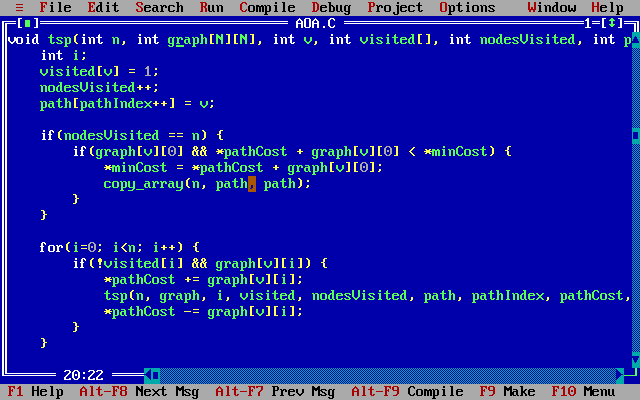 ≡ File Edit Search Run Compile Debug Project Options Window Help
[■] AOA.C 1=[↕]
void tsp(int n, int graph[N][N], int v, int visited[], int nodesVisited, int p
    int i;
    visited[v] = 1;
    nodesVisited++;
    path[pathIndex++] = v;
    if(nodesVisited == n) {
        if(graph[v][0] && *pathCost + graph[v][0] < *minCost) {
            *minCost = *pathCost + graph[v][0];
            copy_array(n, path, path);
        }
    }
    for(i=0; i<n; i++) {
        if(!visited[i] && graph[v][i]) {
            *pathCost += graph[v][i];
            tsp(n, graph, i, visited, nodesVisited, path, pathIndex, pathCost,
            *pathCost -= graph[v][i];
        }
    }
20:22
F1 Help Alt-F8 Next Msg Alt-F7 Prev Msg Alt-F9 Compile F9 Make F10 Menu